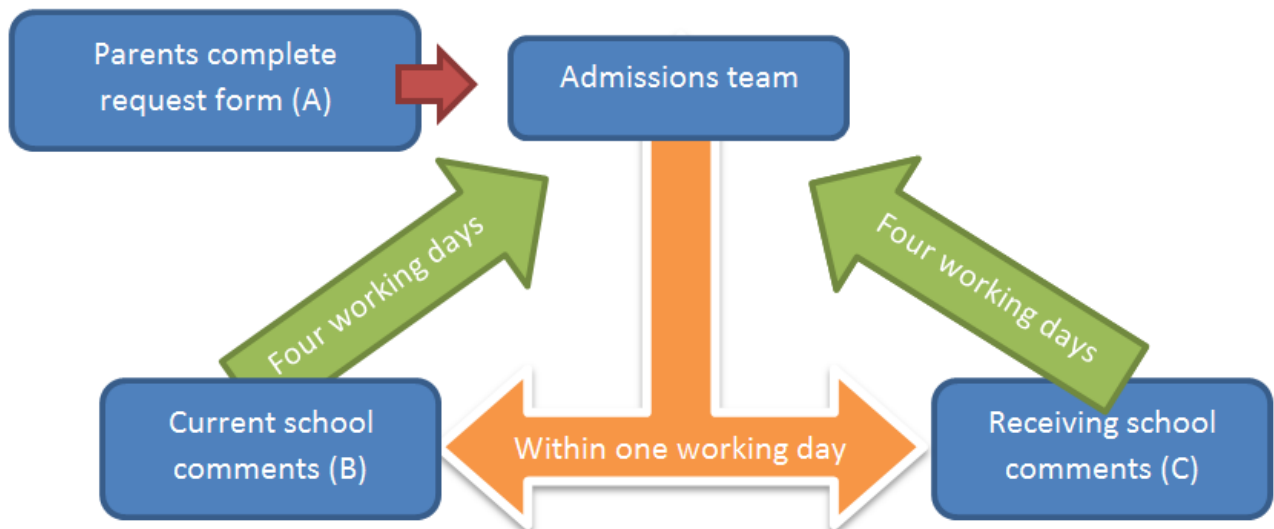 Parents complete
request form (A)
Admissions team
Four working days
Four working days
Current school
comments (B)
Within one working day
Receiving school
comments (C)